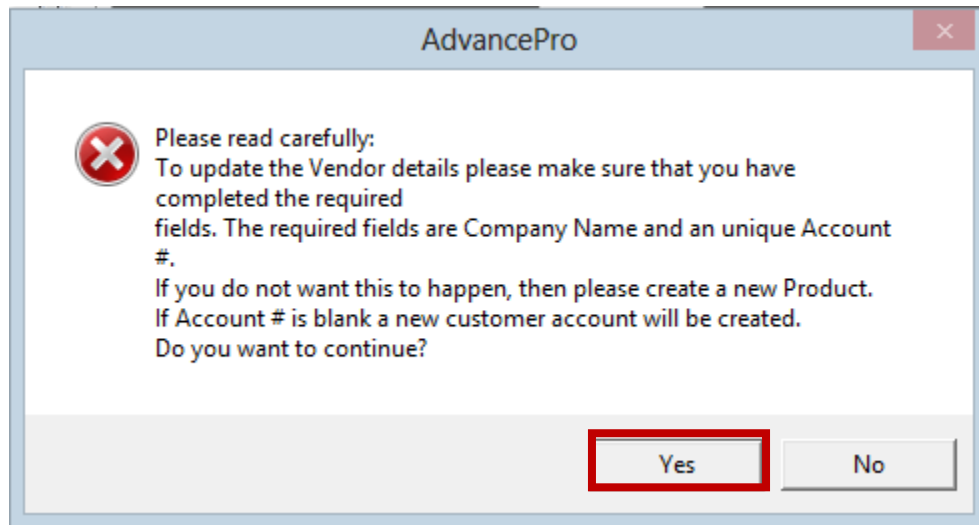 AdvancePro
Please read carefully:
To update the Vendor details please make sure that you have
completed the required
fields. The required fields are Company Name and an unique Account
#.
If you do not want this to happen, then please create a new Product.
If Account # is blank a new customer account will be created.
Do you want to continue?
Yes
No